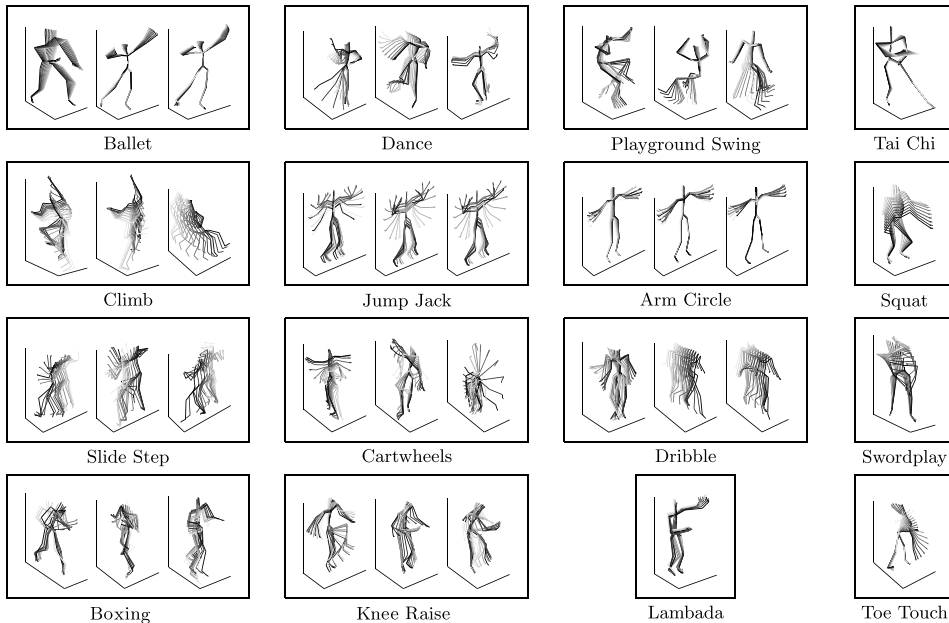 Ballet
Dance
Playground Swing
Tai Chi
Climb
Jump Jack
Arm Circle
Squat
Slide Step
Cartwheels
Dribble
Swordplay
Boxing
Knee Raise
Lambada
Toe Touch